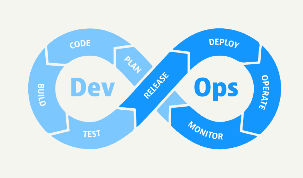 CODE
PLAN
BUILD
TEST
Dev
RELEASE
DEPLOY
OPERATE
MONITOR
Ops